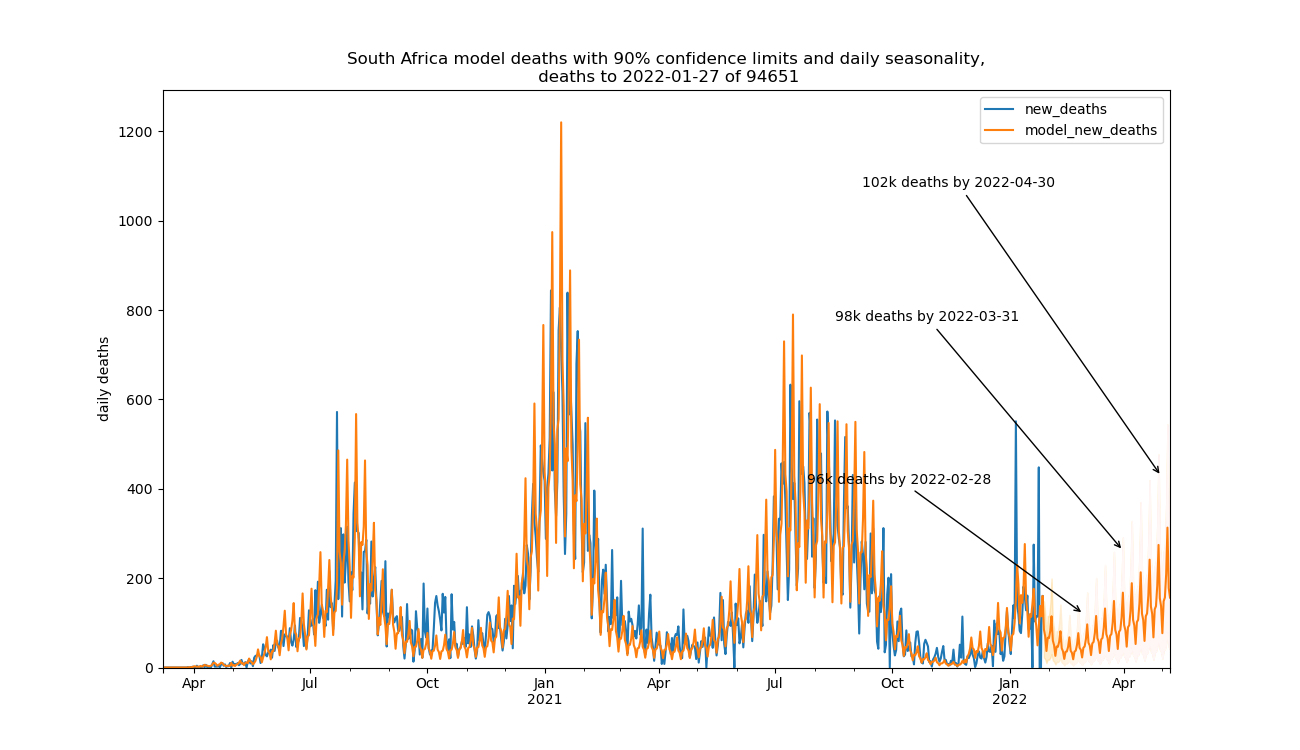 South Africa model deaths with 90% confidence limits and daily seasonality,
deaths to 2022-01-27 of 94651
new_deaths
model_new_deaths
1200
1000
800
600
400
200
0
daily deaths
102k deaths by 2022-04-30
98k deaths by 2022-03-31
96k deaths by 2022-02-28
Apr Jul Oct Jan Apr Jul Oct Jan Apr
2021 2022